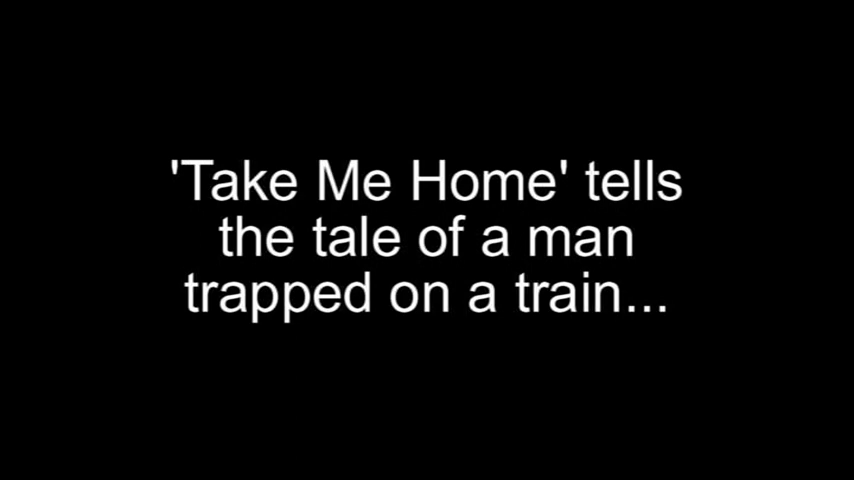 'Take Me Home' tells
the tale of a man
trapped on a train...